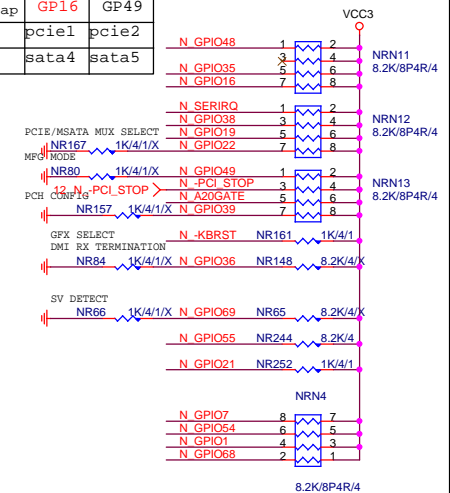 ap GP16 GP49
pcie1 pcie2
sata4 sata5
VCC3
N_GPIO48 1 2
3 4
N_GPIO35 5 6
N_GPIO16 7 8
NRN11
8.2K/8P4R/4
N_SERIRQ 1 2
N_GPIO38 3 4
N_GPIO19 5 6
N_GPIO22 7 8
NRN12
8.2K/8P4R/4
PCIE/MSATA MUX SELECT
NR167 1K/4/1/X
MFG MODE
NR80 1K/4/1/X N_GPIO49 1 2
12 N_-PCI_STOP N_-PCI_STOP 3 4
PCH CONFIG
N_A20GATE 5 6
NR157 1K/4/1/X N_GPIO39 7 8
NRN13
8.2K/8P4R/4
GFX SELECT
N_-KBRST NR161 1K/4/1
DMI RX TERMINATION
NR84 1K/4/1/X N_GPIO36 NR148 8.2K/4/X
SV DETECT
NR66 1K/4/1/X N_GPIO69 NR65 8.2K/4/X
N_GPIO55 NR244 8.2K/4
N_GPIO21 NR252 1K/4/1
NRN4
N_GPIO7 8 7
N_GPIO54 6 5
N_GPIO1 4 3
N_GPIO68 2 1
8.2K/8P4R/4